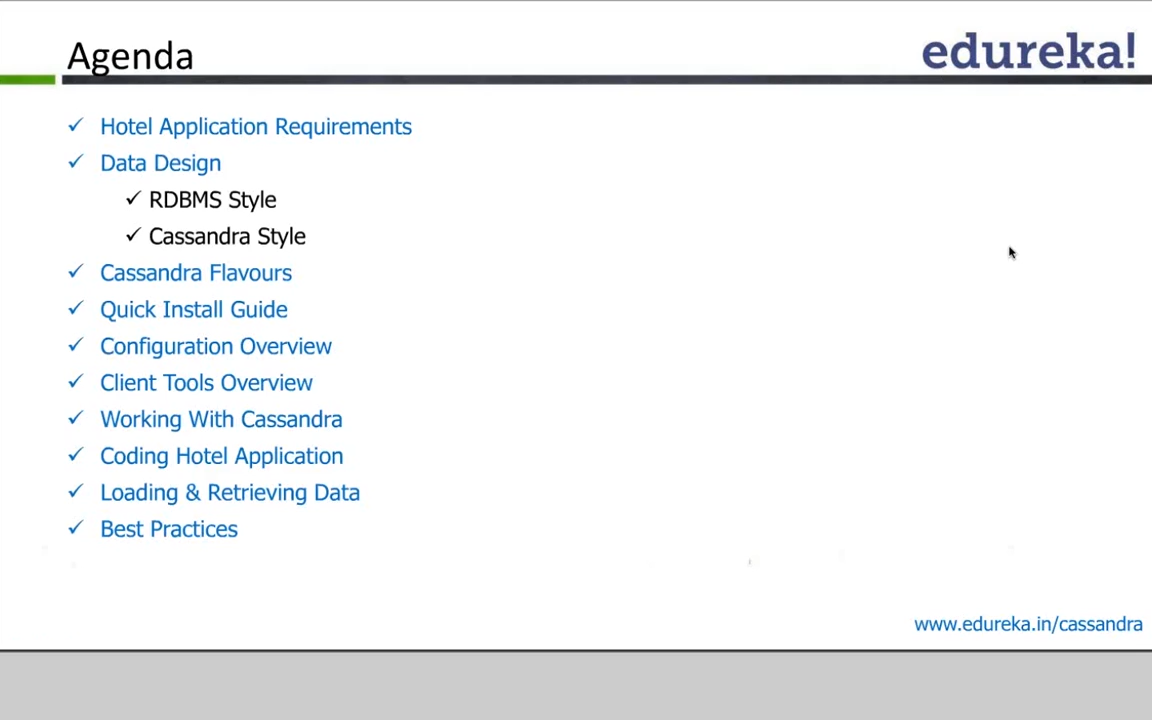 Agenda
edureka!
Hotel Application Requirements
Data Design
RDBMS Style
Cassandra Style
Cassandra Flavours
Quick Install Guide
Configuration Overview
Client Tools Overview
Working With Cassandra
Coding Hotel Application
Loading & Retrieving Data
Best Practices
www.edureka.in/cassandra